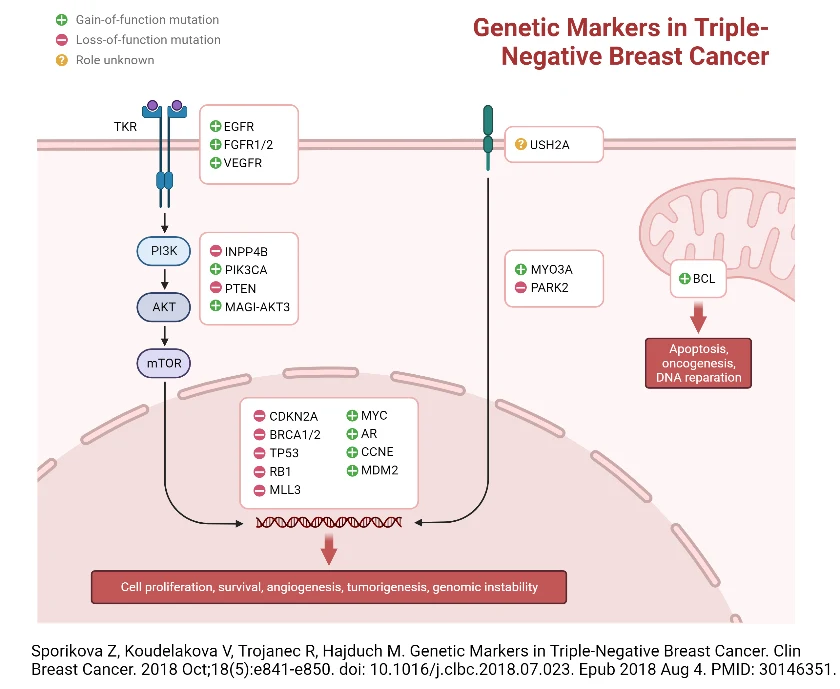 Gain-of-function mutation
Loss-of-function mutation
? Role unknown
Genetic Markers in Triple-
Negative Breast Cancer
TKR
EGFR
FGFR1/2
VEGFR
? USH2A
PI3K
INPP4B
PIK3CA
PTEN
MAGI-AKT3
AKT
mTOR
MYO3A
PARK2
BCL
Apoptosis,
oncogenesis,
DNA reparation
CDKN2A
BRCA1/2
TP53
RB1
MLL3
MYC
AR
CCNE
MDM2
Cell proliferation, survival, angiogenesis, tumorigenesis, genomic instability
Sporikova Z, Koudelakova V, Trojanec R, Hajduch M. Genetic Markers in Triple-Negative Breast Cancer. Clin
Breast Cancer. 2018 Oct;18(5):e841-e850. doi: 10.1016/j.clbc.2018.07.023. Epub 2018 Aug 4. PMID: 30146351.